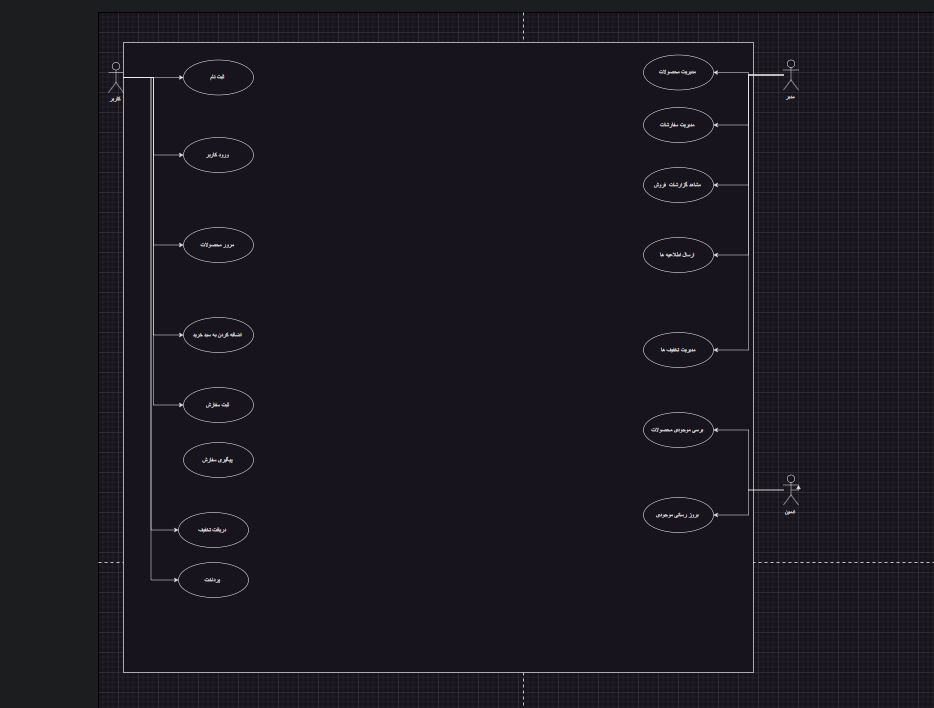 کاربر
ثبت نام
ورود کاربر
مرور محصولات
اضافه کردن به سبد خرید
ثبت سفارش
پیگیری سفارش
دریافت تخفیف
پرداخت
مدیر
مدیریت محصولات
مدیریت سفارشات
مشاهد گزارشات فروش
ارسال اطلاعیه ها
مدیریت تخفیف ها
برسی موجودی محصولات
بروز رسانی موجودی
ادمین